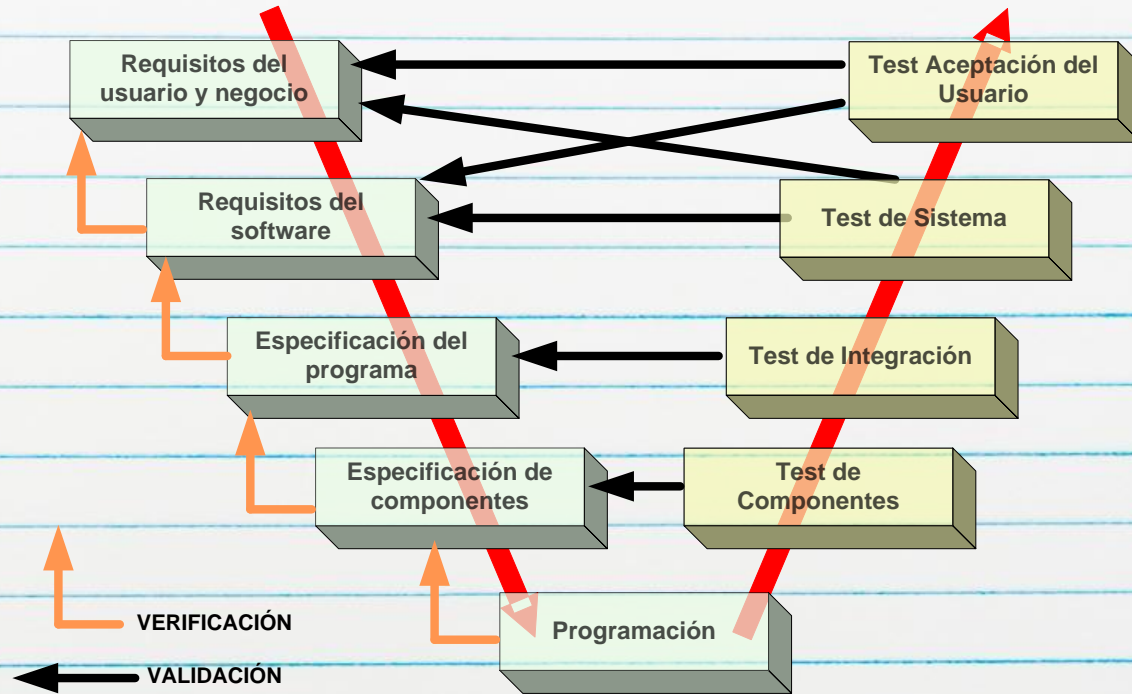 Requisitos del
usuario y negocio
Test Aceptación del
Usuario
Requisitos del
software
Test de Sistema
Especificación del
programa
Test de Integración
Especificación de
componentes
Test de
Componentes
Programación
VERIFICACIÓN
VALIDACIÓN